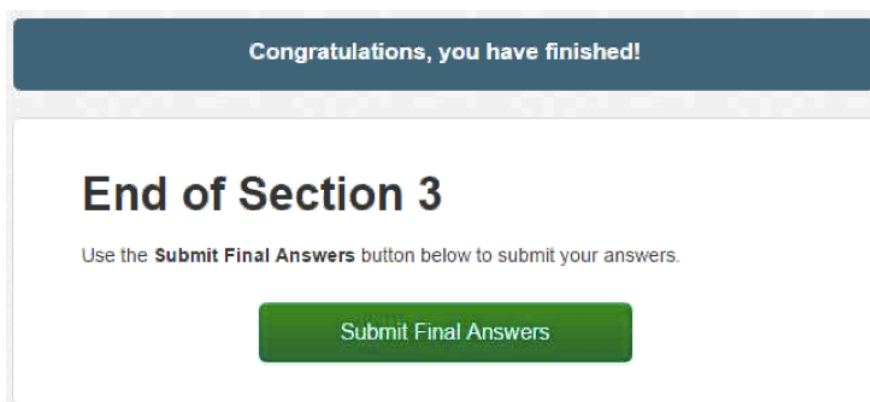 Congratulations, you have finished!
End of Section 3
Use the Submit Final Answers button below to submit your answers.
Submit Final Answers